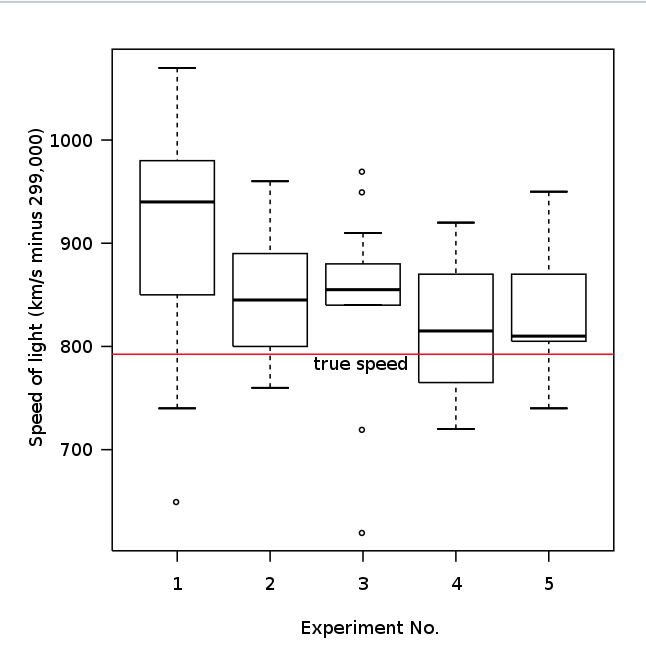 Speed of light (km/s minus 299,000)
1000
900
800
700
true speed
1 2 3 4 5
Experiment No.